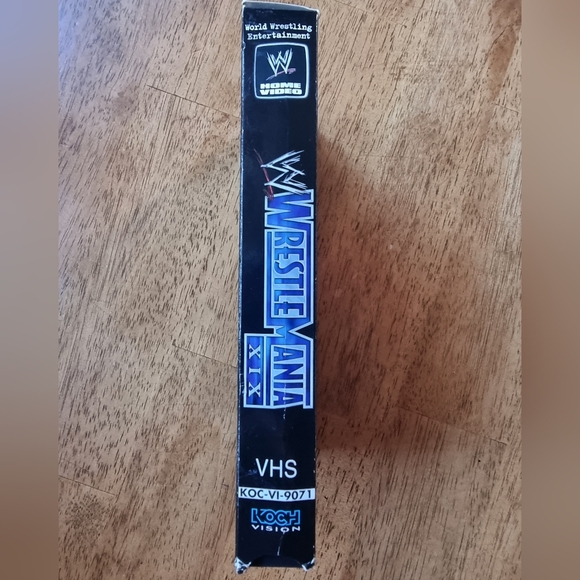 World Wrestling
Entertainment
W
HOME
VIDEO
W
WRESTLEMANIA
XIX
VHS
KOC-VI-9071
KOCH
VISION